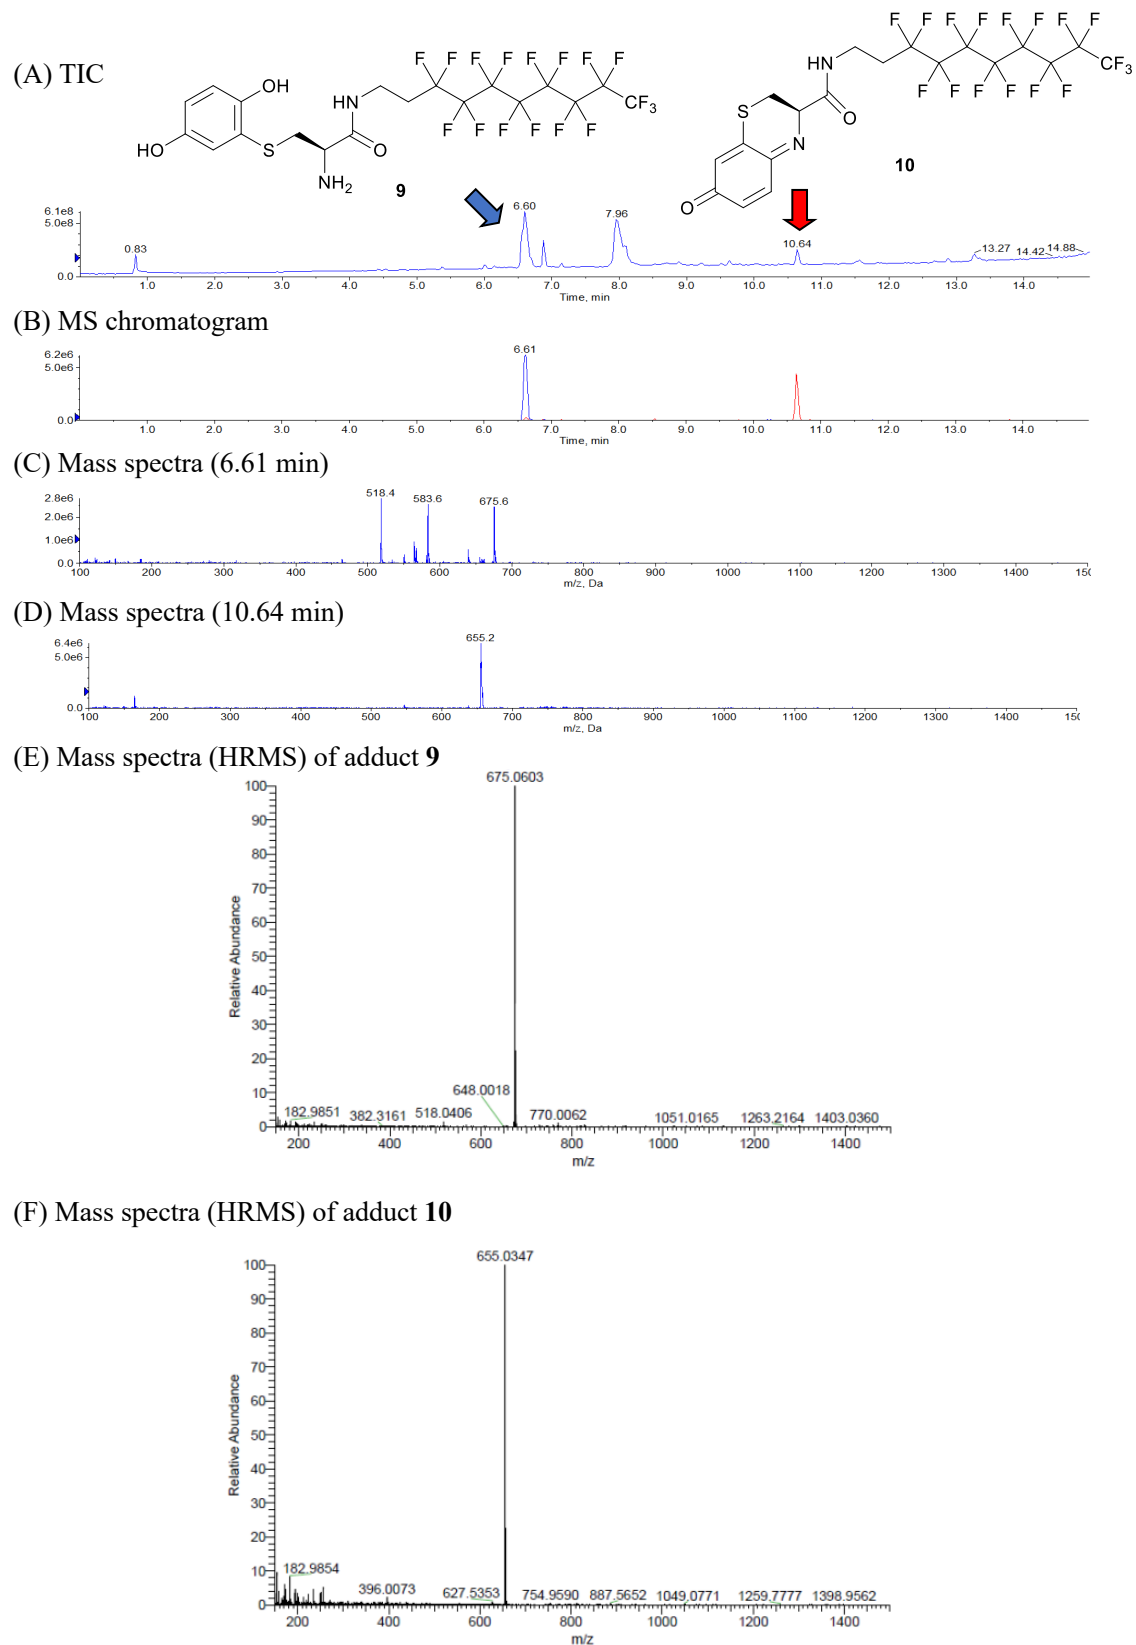 (A) TIC
OH
HO
S
NH2
O
HN
F F F F F F F F
CF3
F F F F F F F F
9
F F F F F F F F
CF3
F F F F F F F F
HN
O
S
N
O
10
6.1e8
5.0e8
0.0
0.83 6.60 7.96 10.64 13.27 14.42 14.88
1.0 2.0 3.0 4.0 5.0 6.0 7.0 8.0 9.0 10.0 11.0 12.0 13.0 14.0
Time, min
(B) MS chromatogram
6.2e6
5.0e6
0.0
6.61
1.0 2.0 3.0 4.0 5.0 6.0 7.0 8.0 9.0 10.0 11.0 12.0 13.0 14.0
Time, min
(C) Mass spectra (6.61 min)
2.8e6
2.0e6
1.0e6
0.0
518.4 583.6 675.6
100 200 300 400 500 600 700 800 900 1000 1100 1200 1300 1400 150
m/z, Da
(D) Mass spectra (10.64 min)
6.4e6
5.0e6
0.0
655.2
100 200 300 400 500 600 700 800 900 1000 1100 1200 1300 1400 150
m/z, Da
(E) Mass spectra (HRMS) of adduct 9
675.0603
100
90
80
70
60
50
40
30
20
10
0
Relative Abundance
182.9851 382.3161 518.0406 648.0018 770.0062 1051.0165 1263.2164 1403.0360
200 400 600 800 1000 1200 1400
m/z
(F) Mass spectra (HRMS) of adduct 10
655.0347
100
90
80
70
60
50
40
30
20
10
0
Relative Abundance
182.9854 396.0073 627.5353 754.9590 887.5652 1049.0771 1259.7777 1398.9562
200 400 600 800 1000 1200 1400
m/z